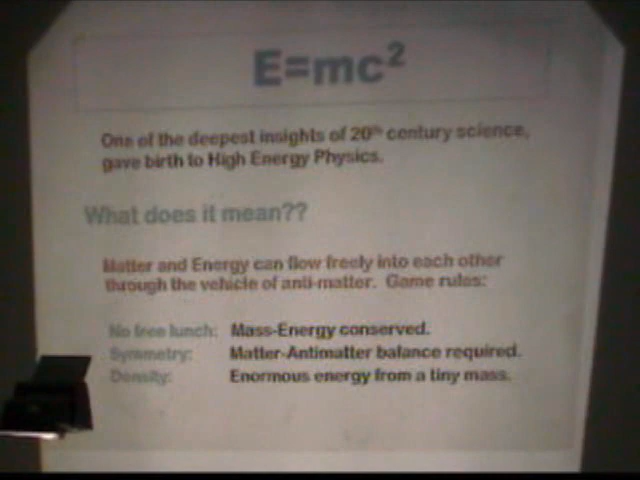 E=mc²
One of the deepest insights of 20th century science,
gave birth to High Energy Physics.
What does it mean??
Matter and Energy can flow freely into each other
through the vehicle of anti-matter. Game rules:
No free lunch: Mass-Energy conserved.
Symmetry: Matter-Antimatter balance required.
Density: Enormous energy from a tiny mass.